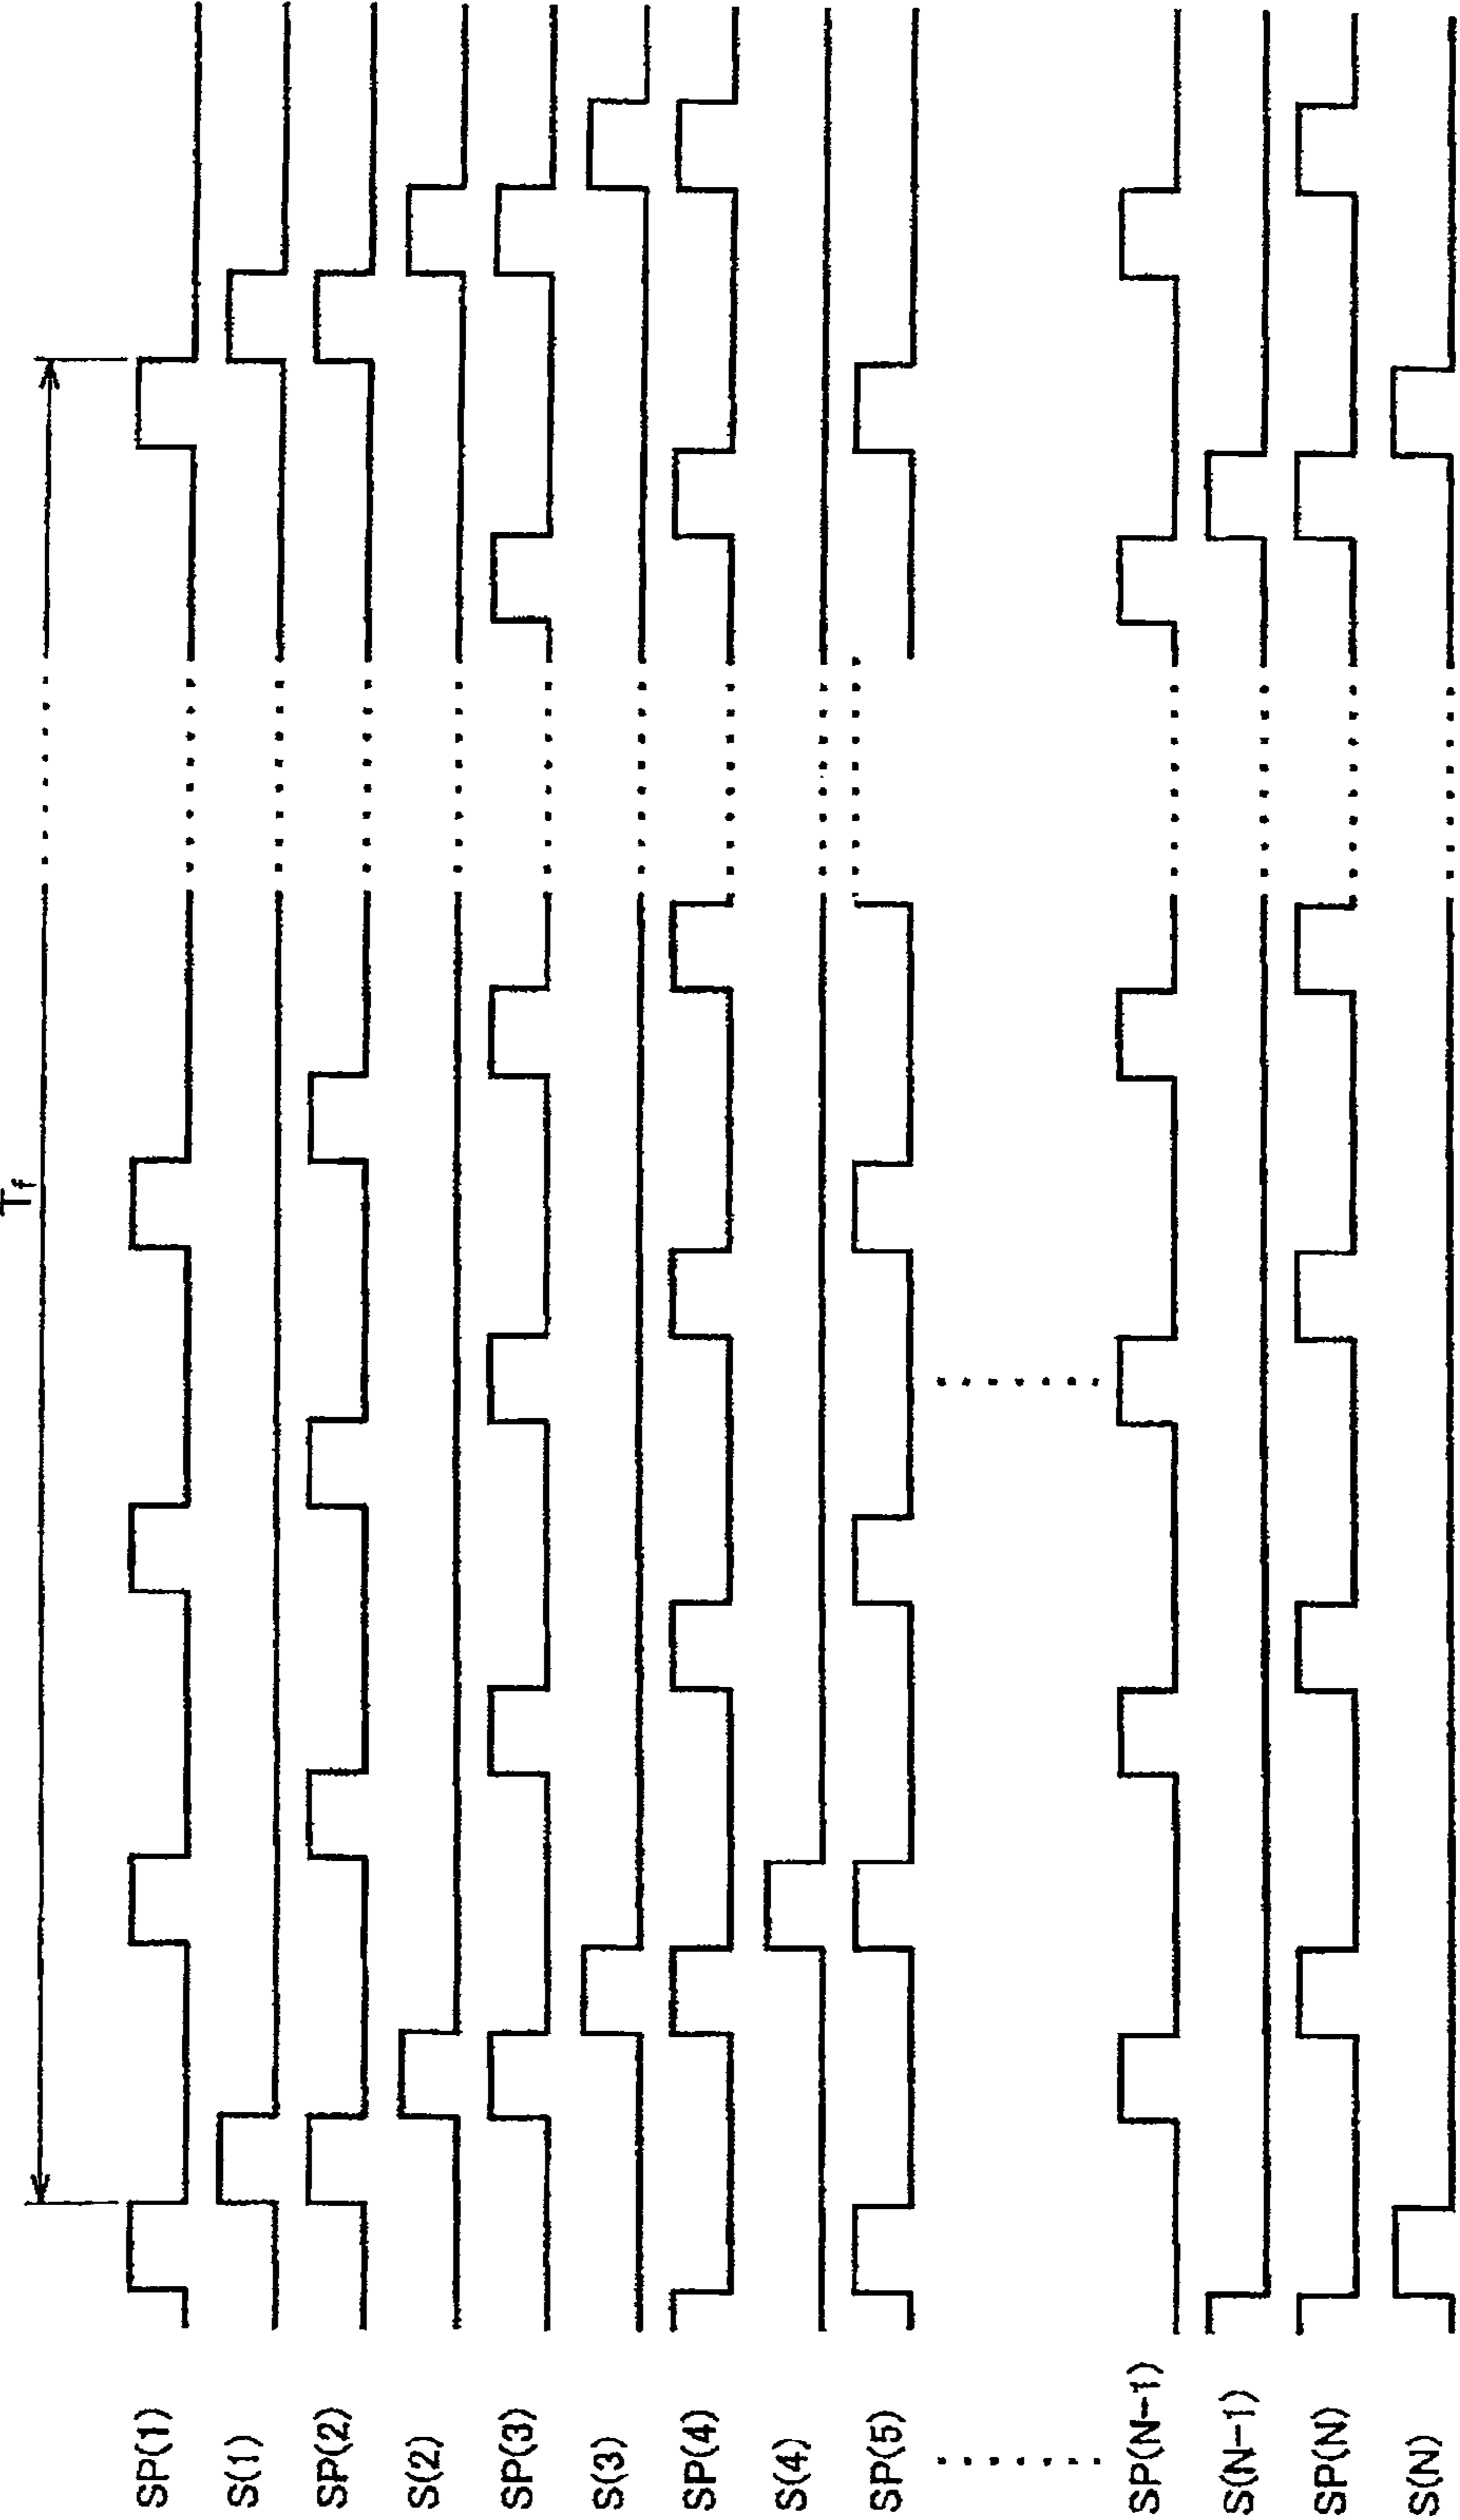 Tf
SP(1)
S(1)
SP(2)
S(2)
SP(3)
S(3)
SP(4)
S(4)
SP(5)
SP(N-1)
S(N-1)
SP(N)
S(N)